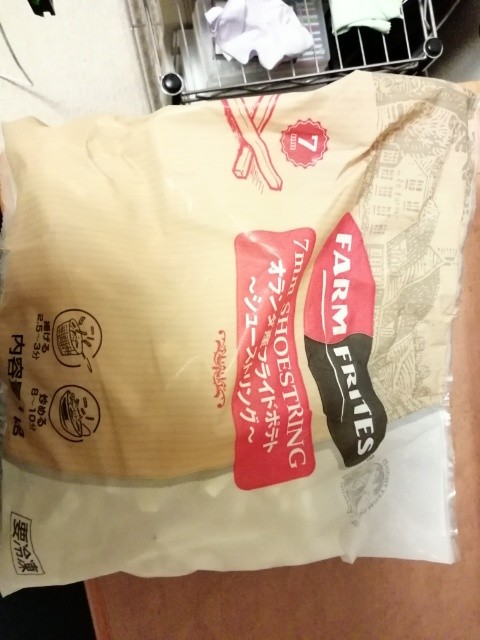 FARM FRITES
7mm SHOESTRING
オランダ産フライドポテト
～シューストリング～
7
mm
揚げる
2.5～3分
炒める
8～10分
内容
要冷凍